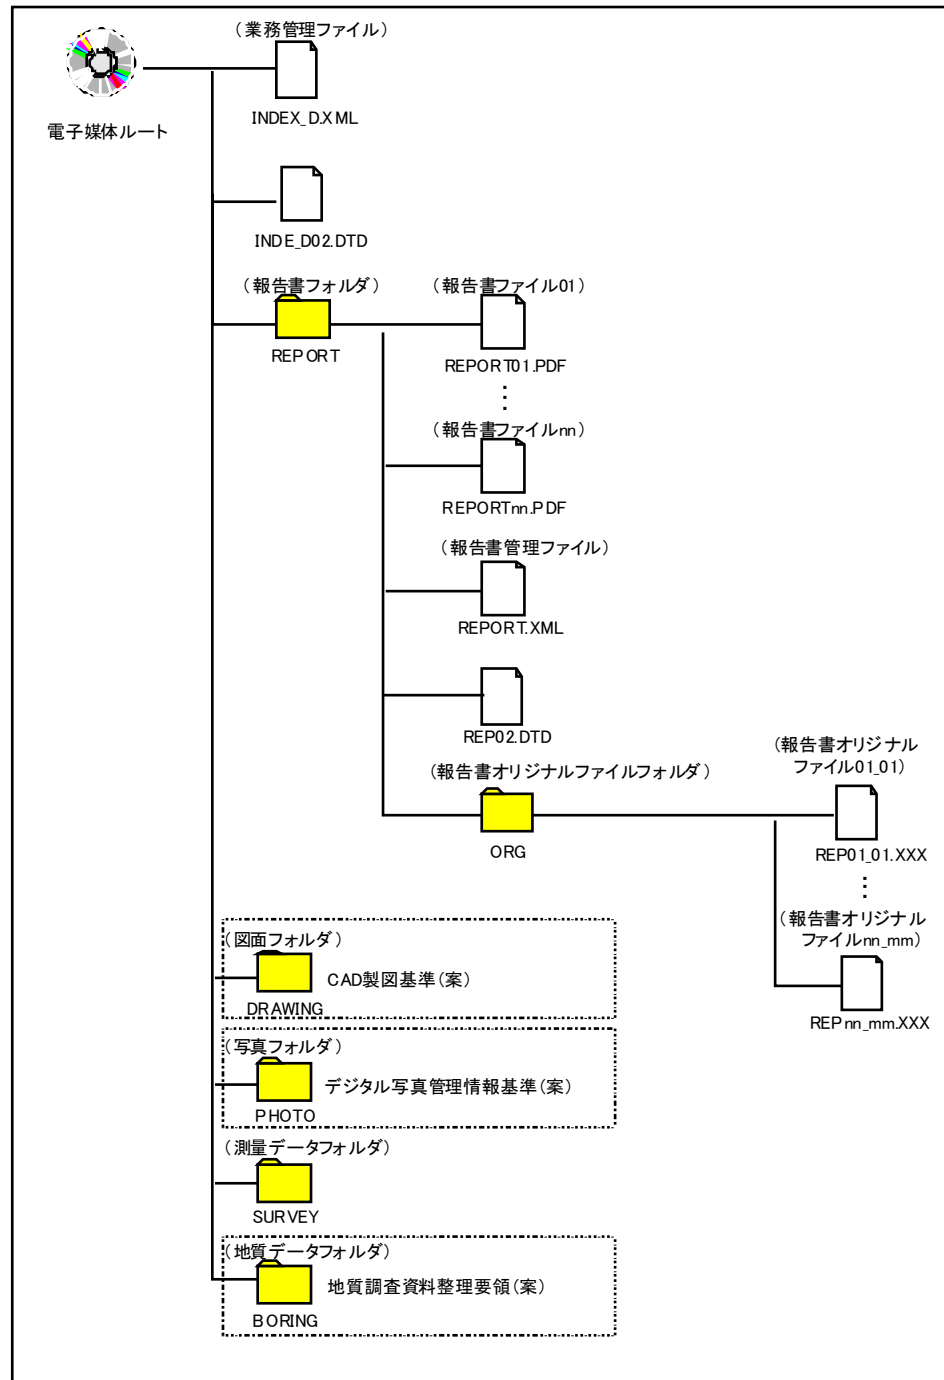 （業務管理ファイル）
INDEX_D.XML
電子媒体ルート
INDE_D02.DTD
（報告書フォルダ）
REPORT
（報告書ファイル01）
REPORT01.PDF
（報告書ファイルnn）
REPORTnn.PDF
（報告書管理ファイル）
REPORT.XML
REP02.DTD
（報告書オリジナルファイルフォルダ）
ORG
（報告書オリジナル
ファイル01_01）
REP01_01.XXX
（報告書オリジナル
ファイルnn_mm）
REPnn_mm.XXX
（図面フォルダ）
CAD製図基準（案）
DRAWING
（写真フォルダ）
デジタル写真管理情報基準（案）
PHOTO
（測量データフォルダ）
SURVEY
（地質データフォルダ）
地質調査資料整理要領（案）
BORING